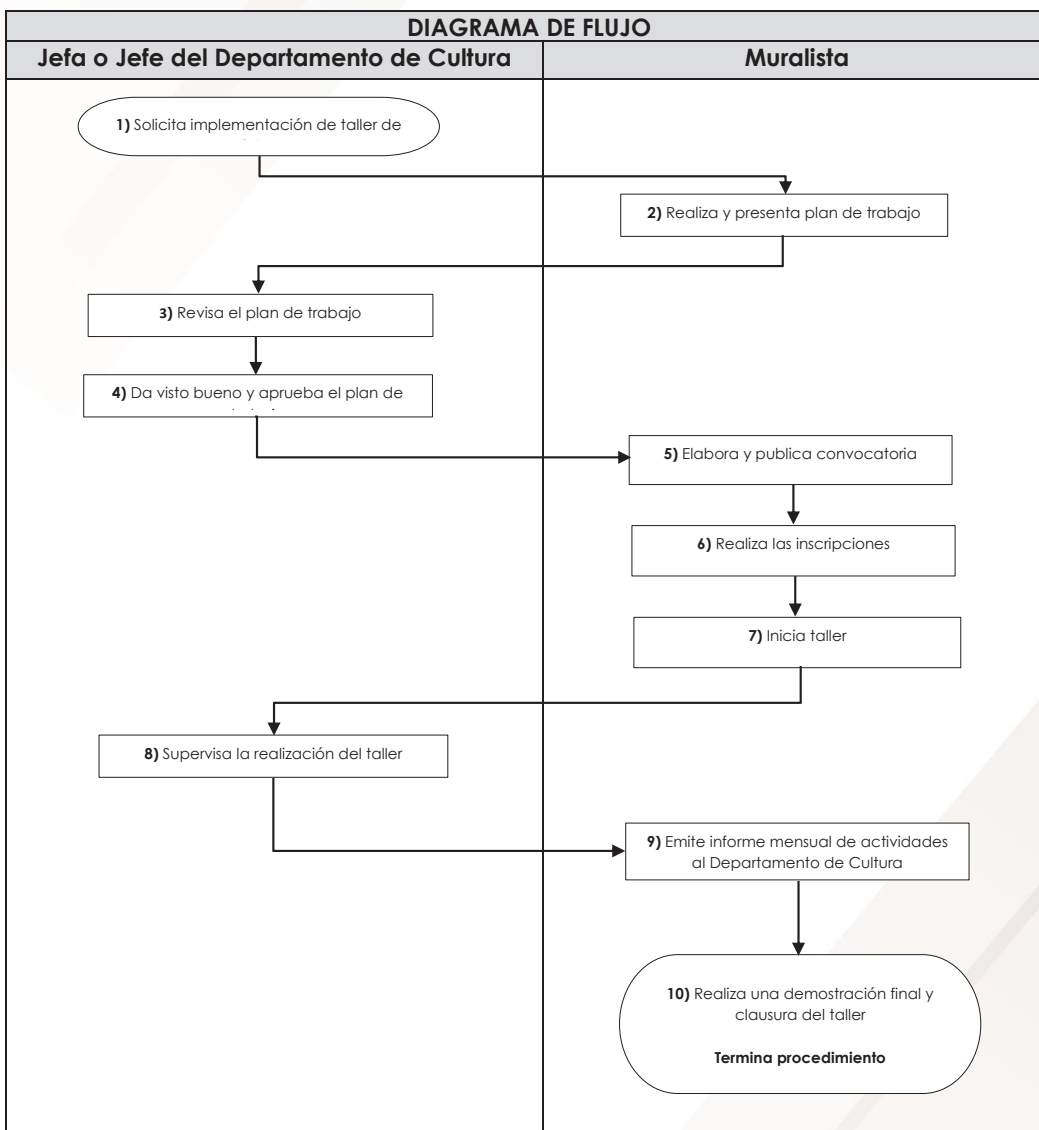 DIAGRAMA DE FLUJO
Jefa o Jefe del Departamento de Cultura
Muralista
1) Solicita implementación de taller de
2) Realiza y presenta plan de trabajo
3) Revisa el plan de trabajo
4) Da visto bueno y aprueba el plan de
5) Elabora y publica convocatoria
6) Realiza las inscripciones
7) Inicia taller
8) Supervisa la realización del taller
9) Emite informe mensual de actividades
al Departamento de Cultura
10) Realiza una demostración final y
clausura del taller
Termina procedimiento